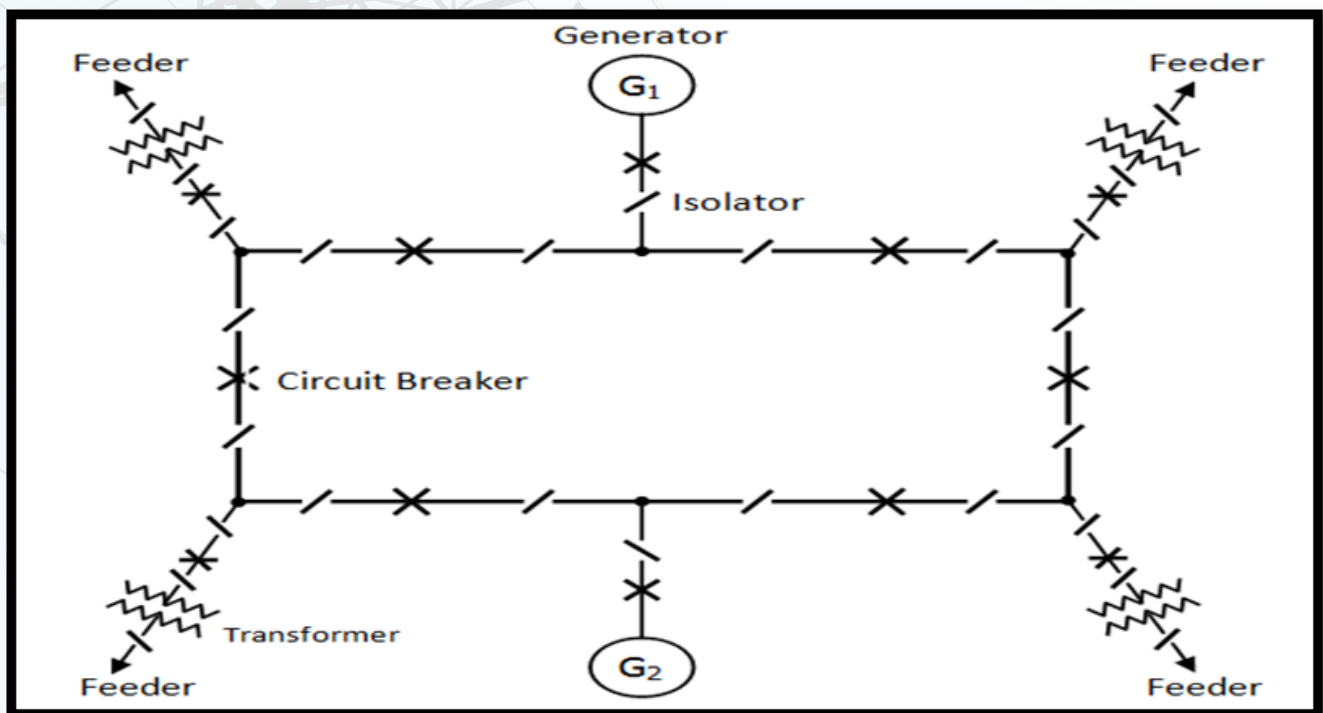 Generator
Feeder
Feeder
G₁
Isolator
Circuit Breaker
Transformer
G₂
Feeder
Feeder